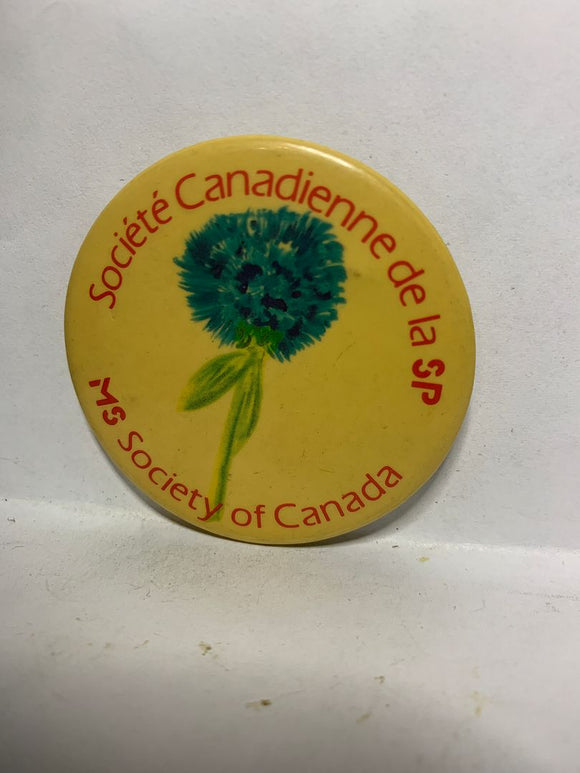 Société Canadienne de la SP
MS Society of Canada